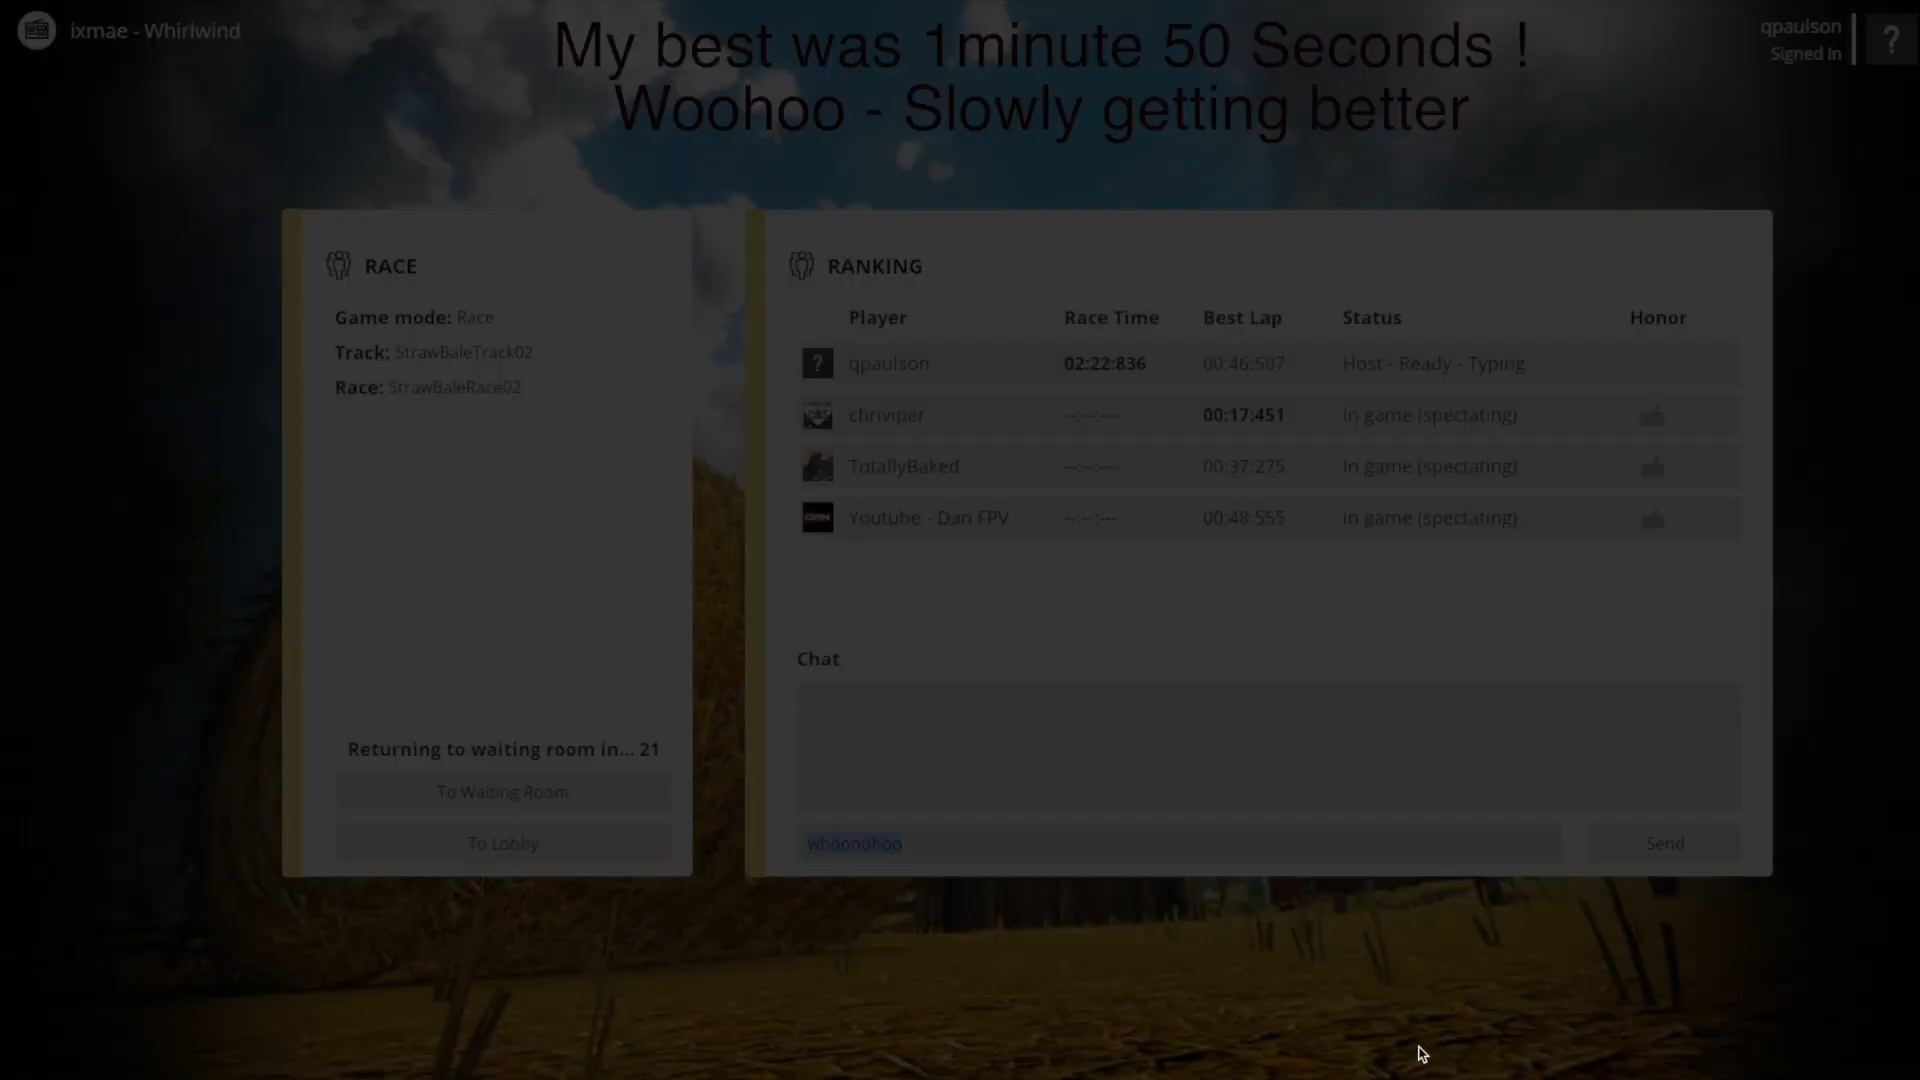 ixmae - Whirlwind
My best was 1minute 50 Seconds !
Woohoo - Slowly getting better
qpaulson
Signed In
?
RACE
Game mode: Race
Track: StrawBaleTrack02
Race: StrawBaleRace02
Returning to waiting room in... 21
To Waiting Room
To Lobby
RANKING
Player Race Time Best Lap Status Honor
? qpaulson 02:22:836 00:46:507 Host - Ready - Typing
chriviper --:--:--- 00:17:451 In game (spectating)
TotallyBaked --:--:--- 00:37:275 In game (spectating)
Youtube - Dan FPV --:--:--- 00:48:555 In game (spectating)
Chat
whoooohoo Send